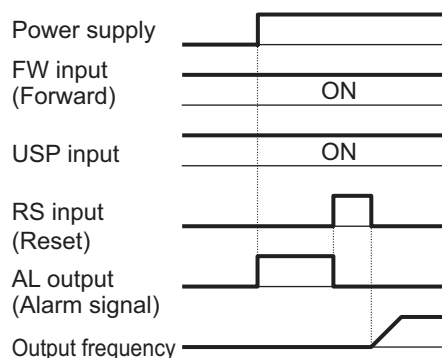 Power supply
FW input
(Forward)
ON
USP input
ON
RS input
(Reset)
AL output
(Alarm signal)
Output frequency